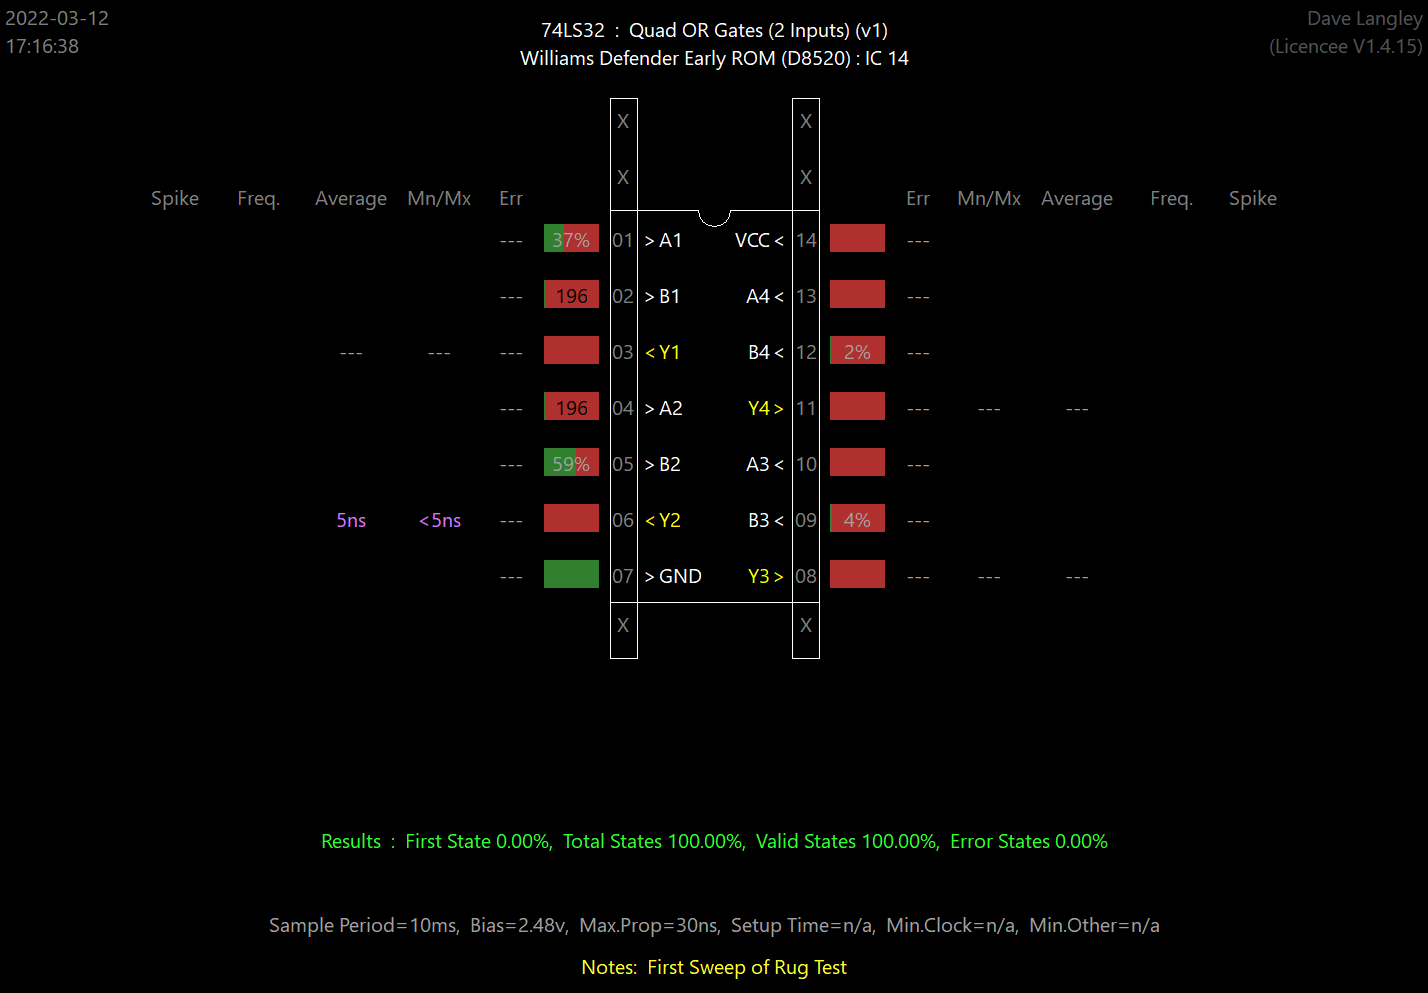 2022-03-12
17:16:38
74LS32 : Quad OR Gates (2 Inputs) (v1)
Williams Defender Early ROM (D8520) : IC 14
Dave Langley
(Licencee V1.4.15)
X X
X X
Spike Freq. Average Mn/Mx Err Err Mn/Mx Average Freq. Spike
--- 37% 01 > A1 VCC < 14 ---
--- 196 02 > B1 A4 < 13 ---
--- --- --- 03 < Y1 B4 < 12 2% ---
--- 196 04 > A2 Y4 > 11 --- --- ---
--- 59% 05 > B2 A3 < 10 ---
5ns <5ns --- 06 < Y2 B3 < 09 4% ---
--- 07 > GND Y3 > 08 --- --- ---
X X
Results : First State 0.00%, Total States 100.00%, Valid States 100.00%, Error States 0.00%
Sample Period=10ms, Bias=2.48v, Max.Prop=30ns, Setup Time=n/a, Min.Clock=n/a, Min.Other=n/a
Notes: First Sweep of Rug Test